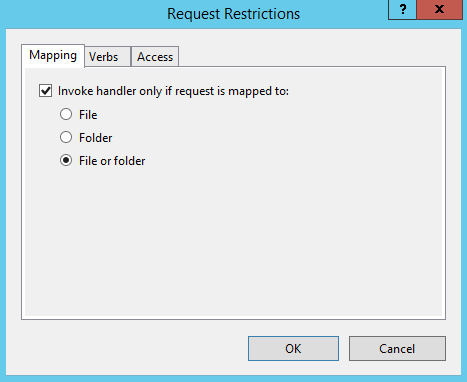 Request Restrictions
? x
Mapping Verbs Access
Invoke handler only if request is mapped to:
File
Folder
File or folder
OK Cancel